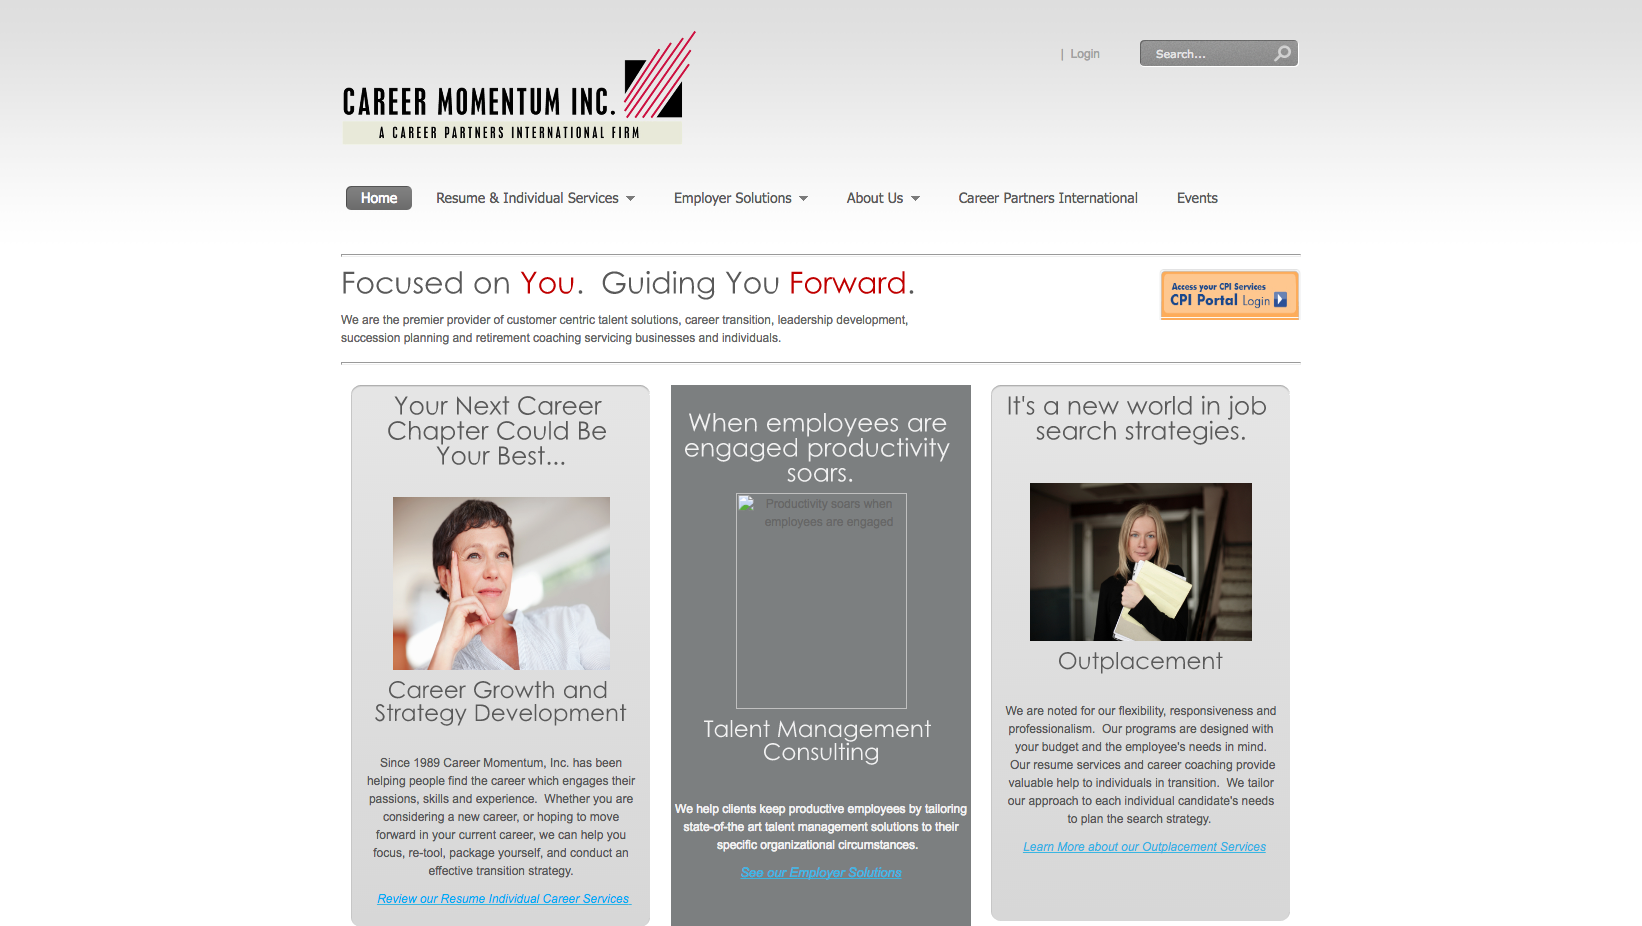 | Login
Search...
CAREER MOMENTUM INC.
A CAREER PARTNERS INTERNATIONAL FIRM
Home
Resume & Individual Services
Employer Solutions
About Us
Career Partners International
Events
Focused on You.  Guiding You Forward.
We are the premier provider of customer centric talent solutions, career transition, leadership development,
succession planning and retirement coaching servicing businesses and individuals.
Access your CPI Services
CPI Portal Login
Your Next Career
Chapter Could Be
Your Best...
Career Growth and
Strategy Development
Since 1989 Career Momentum, Inc. has been
helping people find the career which engages their
passions, skills and experience.  Whether you are
considering a new career, or hoping to move
forward in your current career, we can help you
focus, re-tool, package yourself, and conduct an
effective transition strategy.
Review our Resume Individual Career Services
When employees are
engaged productivity
soars.
Productivity soars when
employees are engaged
Talent Management
Consulting
We help clients keep productive employees by tailoring
state-of-the art talent management solutions to their
specific organizational circumstances.
See our Employer Solutions
It's a new world in job
search strategies.
Outplacement
We are noted for our flexibility, responsiveness and
professionalism.  Our programs are designed with
your budget and the employee's needs in mind.
Our resume services and career coaching provide
valuable help to individuals in transition.  We tailor
our approach to each individual candidate's needs
to plan the search strategy.
Learn More about our Outplacement Services